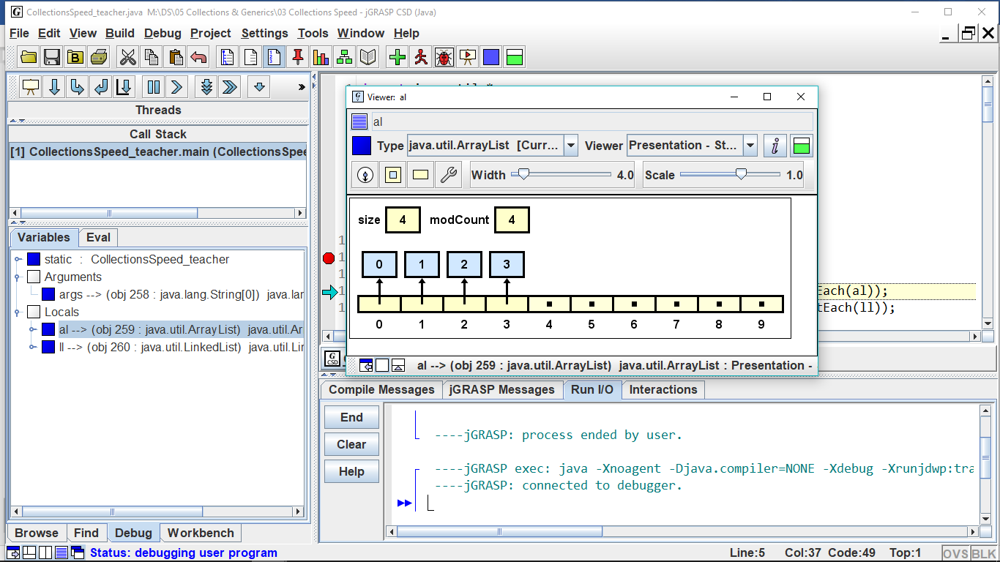 CollectionsSpeed_teacher.java M:\DS\05 Collections & Generics\03 Collections Speed - jGRASP CSD (Java)
File Edit View Build Debug Project Settings Tools Window Help
»
Threads
Call Stack
[1] CollectionsSpeed_teacher.main (CollectionsSpee
Variables Eval
static : CollectionsSpeed_teacher
Arguments
args --> (obj 258 : java.lang.String[0]) java.lar
Locals
al --> (obj 259 : java.util.ArrayList) java.util.Ar
ll --> (obj 260 : java.util.LinkedList) java.util.Lir
Browse Find Debug Workbench
Viewer: al
al
Type java.util.ArrayList [Curr... Viewer Presentation - St...
Width 4.0 Scale 1.0
size 4 modCount 4
0 1 2 3
0 1 2 3 4 5 6 7 8 9
al --> (obj 259 : java.util.ArrayList) java.util.ArrayList : Presentation -
1
1
1
1 Each(al));
1 tEach(ll));
Compile Messages jGRASP Messages Run I/O Interactions
End
Clear
Help
----jGRASP: process ended by user.
----jGRASP exec: java -Xnoagent -Djava.compiler=NONE -Xdebug -Xrunjdwp:tra
----jGRASP: connected to debugger.
Status: debugging user program
Line:5 Col:37 Code:49 Top:1 OVS BLK